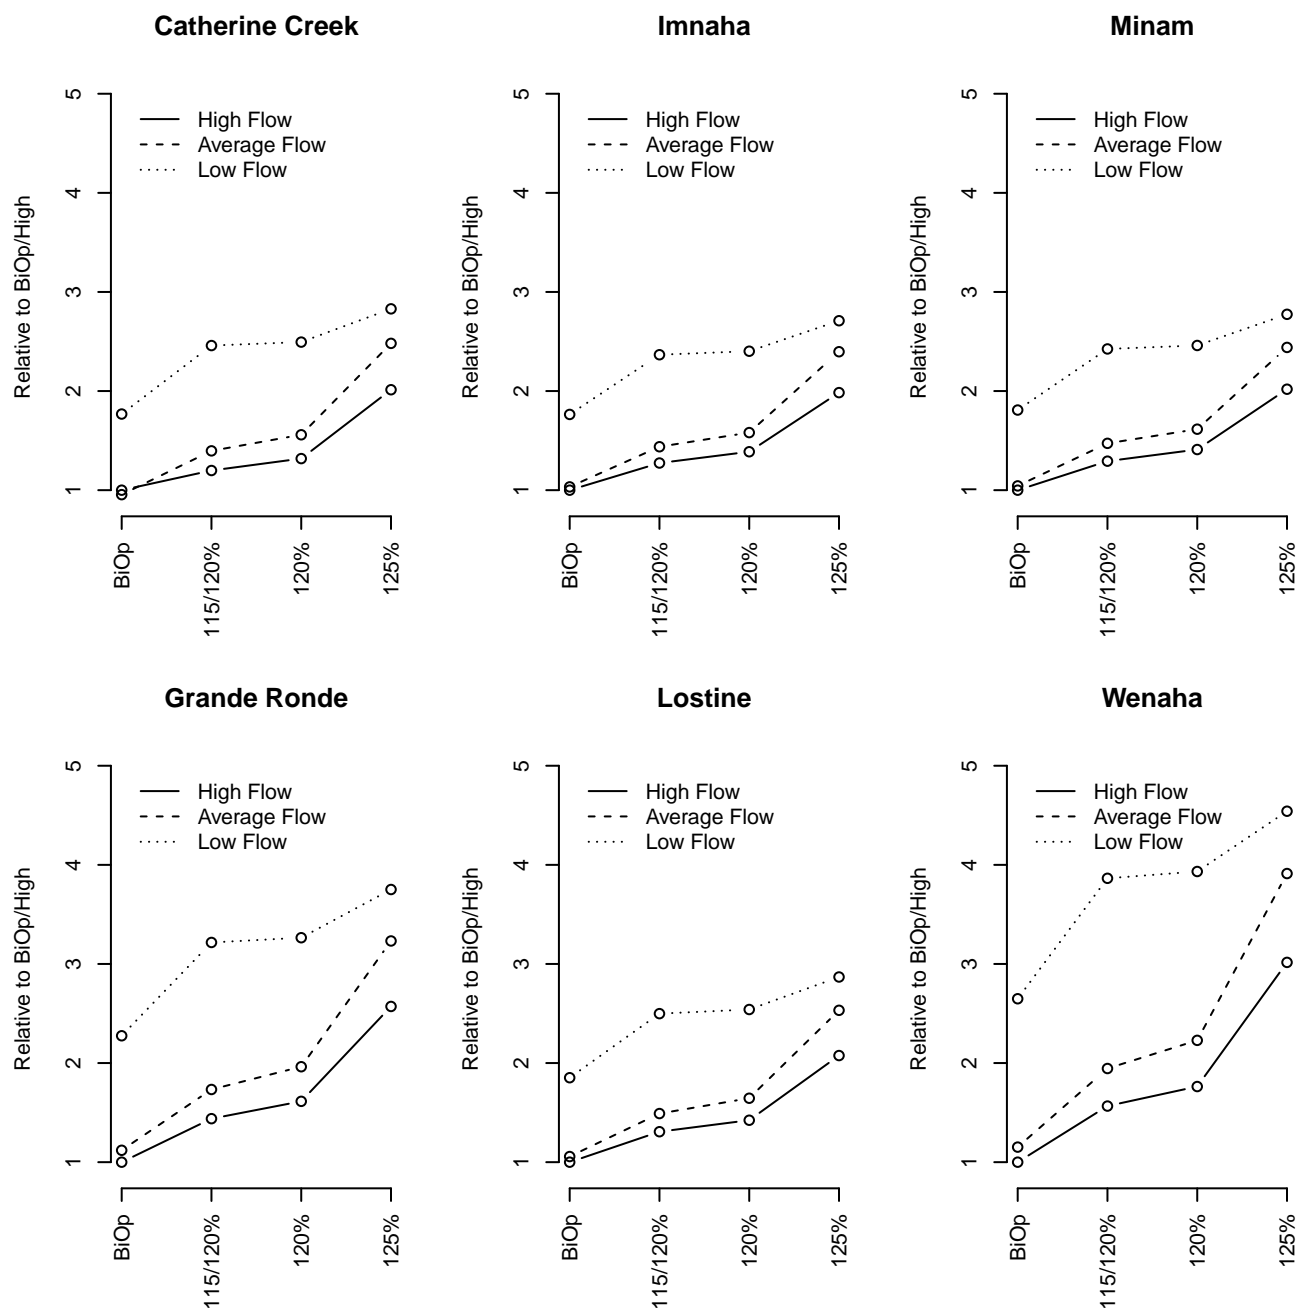 Catherine Creek
5
4
3
2
1
Relative to BiOp/High
High Flow
Average Flow
Low Flow
BiOp
115/120%
120%
125%
Imnaha
5
4
3
2
1
Relative to BiOp/High
High Flow
Average Flow
Low Flow
BiOp
115/120%
120%
125%
Minam
5
4
3
2
1
Relative to BiOp/High
High Flow
Average Flow
Low Flow
BiOp
115/120%
120%
125%
Grande Ronde
5
4
3
2
1
Relative to BiOp/High
High Flow
Average Flow
Low Flow
BiOp
115/120%
120%
125%
Lostine
5
4
3
2
1
Relative to BiOp/High
High Flow
Average Flow
Low Flow
BiOp
115/120%
120%
125%
Wenaha
5
4
3
2
1
Relative to BiOp/High
High Flow
Average Flow
Low Flow
BiOp
115/120%
120%
125%